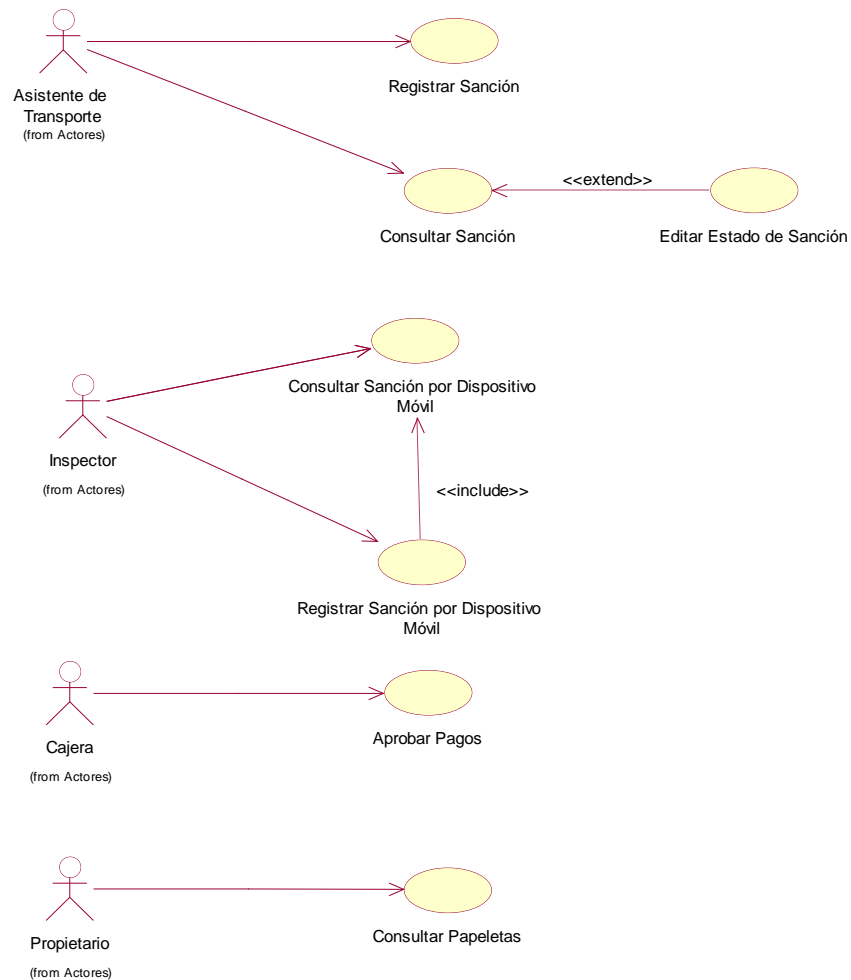 Registrar Sanción
Asistente de
Transporte
(from Actores)
<<extend>>
Consultar Sanción
Editar Estado de Sanción
Consultar Sanción por Dispositivo
Móvil
Inspector
(from Actores)
<<include>>
Registrar Sanción por Dispositivo
Móvil
Cajera
(from Actores)
Aprobar Pagos
Propietario
(from Actores)
Consultar Papeletas